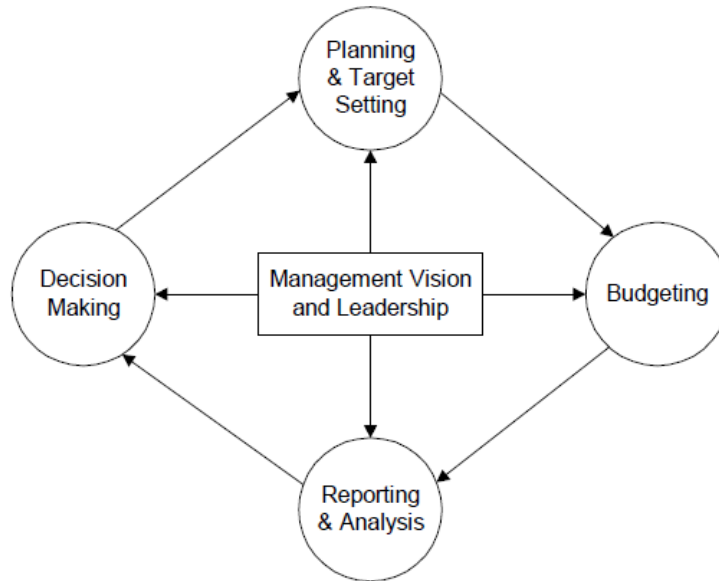 Planning
& Target
Setting
Decision
Making
Management Vision
and Leadership
Budgeting
Reporting
& Analysis